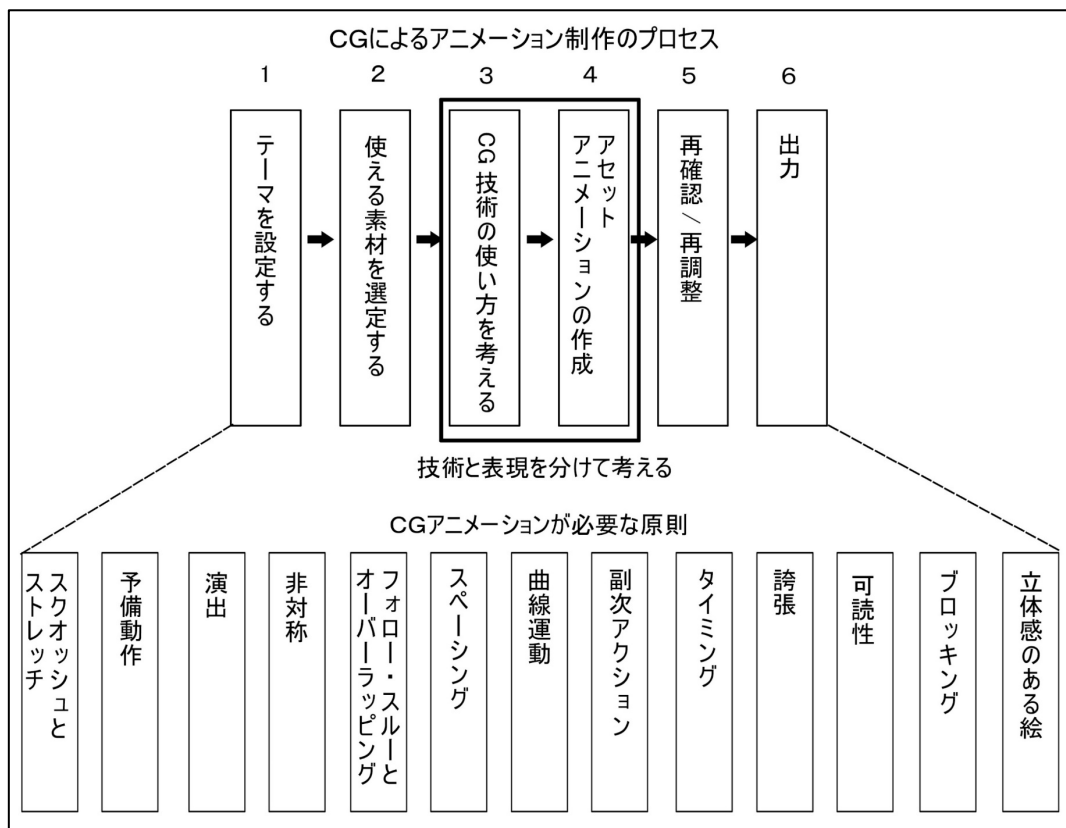 CGによるアニメーション制作のプロセス
1
2
3
4
5
6
テーマを設定する
使える素材を選定する
CG 技術の使い方を考える
アセット
アニメーションの作成
再確認/再調整
出力
技術と表現を分けて考える
CGアニメーションが必要な原則
スクオッシュと
ストレッチ
予備動作
演出
非対称
フォロー・スルーと
オーバーラッピング
スペーシング
曲線運動
副次アクション
タイミング
誇張
可読性
ブロッキング
立体感のある絵